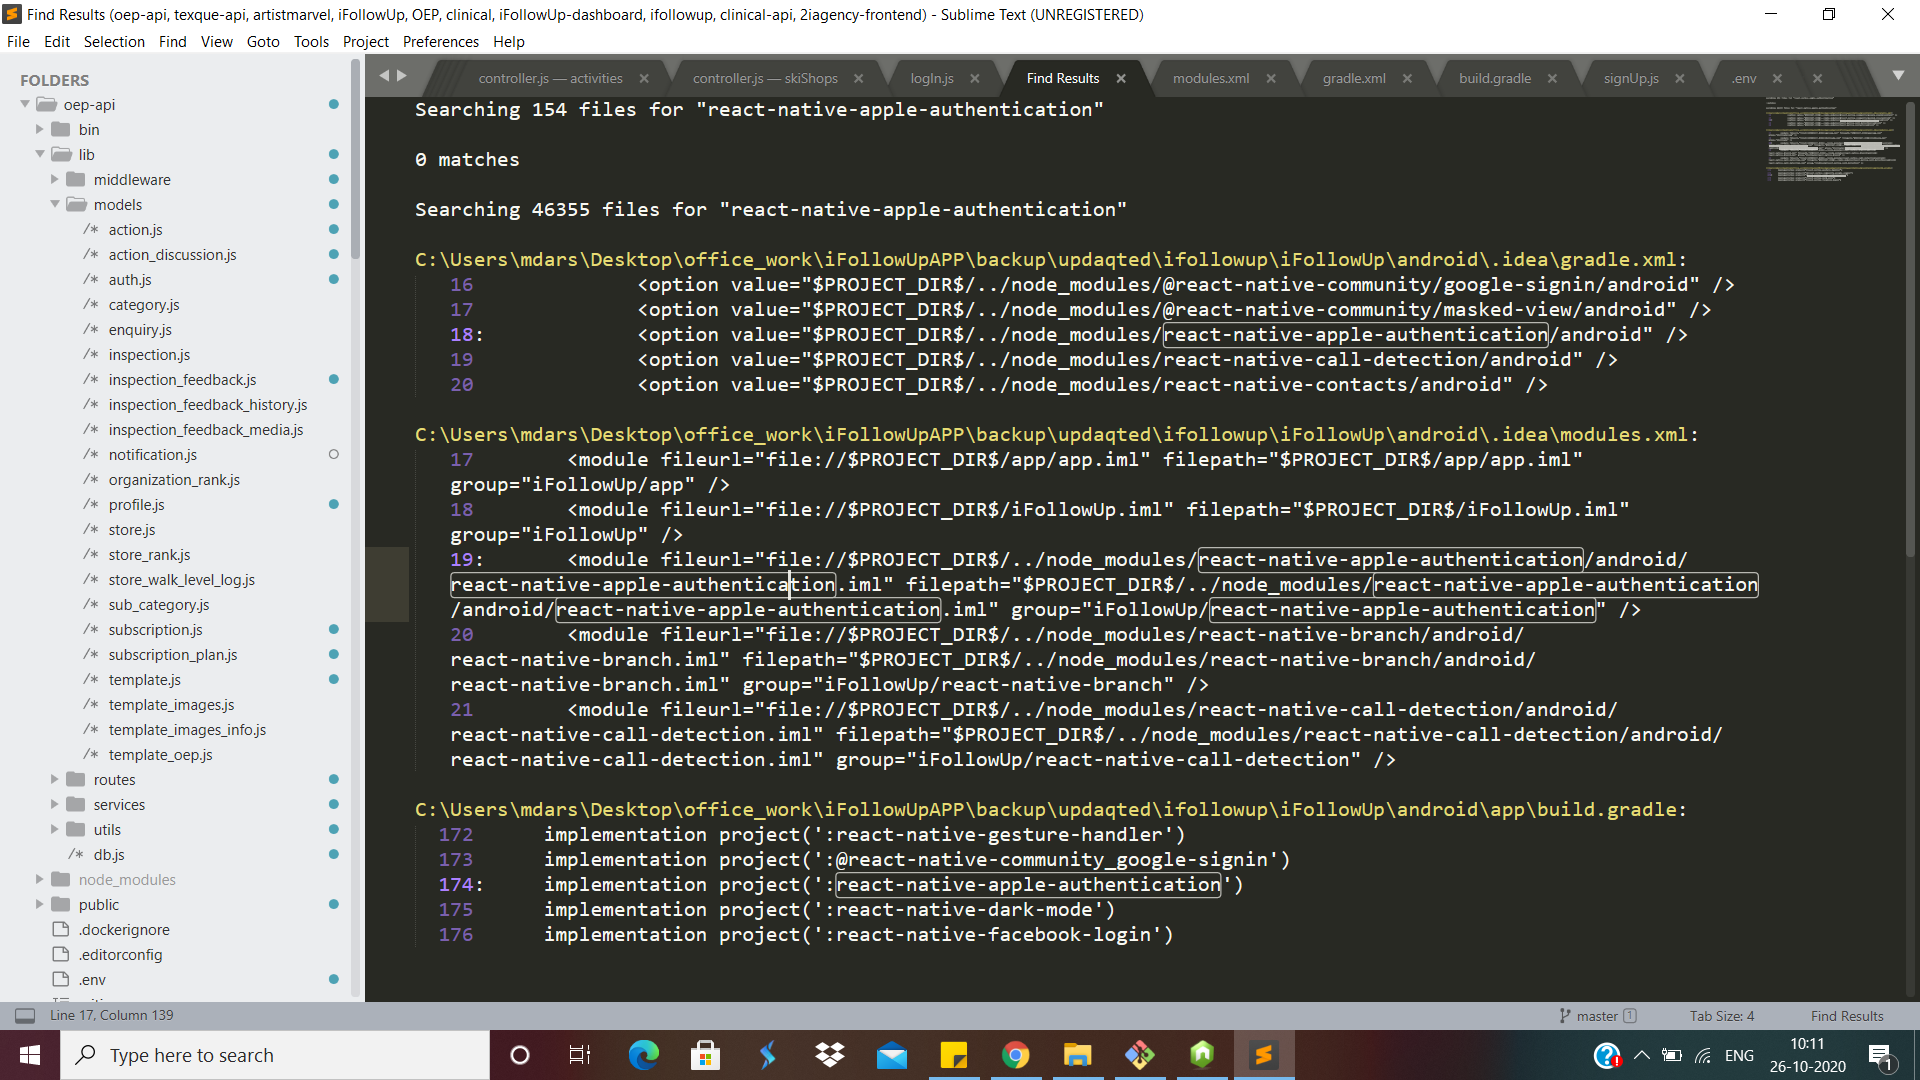 Find Results (oep-api, texque-api, artistmarvel, iFollowUp, OEP, clinical, iFollowUp-dashboard, ifollowup, clinical-api, 2iagency-frontend) - Sublime Text (UNREGISTERED)
File Edit Selection Find View Goto Tools Project Preferences Help
FOLDERS
oep-api
bin
lib
middleware
models
/* action.js
/* action_discussion.js
/* auth.js
/* category.js
/* enquiry.js
/* inspection.js
/* inspection_feedback.js
/* inspection_feedback_history.js
/* inspection_feedback_media.js
/* notification.js
/* organization_rank.js
/* profile.js
/* store.js
/* store_rank.js
/* store_walk_level_log.js
/* sub_category.js
/* subscription.js
/* subscription_plan.js
/* template.js
/* template_images.js
/* template_images_info.js
/* template_oep.js
routes
services
utils
/* db.js
node_modules
public
.dockerignore
.editorconfig
.env
controller.js — activities controller.js — skiShops logIn.js Find Results modules.xml gradle.xml build.gradle signUp.js .env
Searching 154 files for "react-native-apple-authentication"
0 matches
Searching 46355 files for "react-native-apple-authentication"
C:\Users\mdars\Desktop\office_work\iFollowUpAPP\backup\updaqted\ifollowup\iFollowUp\android\.idea\gradle.xml:
16 <option value="$PROJECT_DIR$/../node_modules/@react-native-community/google-signin/android" />
17 <option value="$PROJECT_DIR$/../node_modules/@react-native-community/masked-view/android" />
18: <option value="$PROJECT_DIR$/../node_modules/react-native-apple-authentication/android" />
19 <option value="$PROJECT_DIR$/../node_modules/react-native-call-detection/android" />
20 <option value="$PROJECT_DIR$/../node_modules/react-native-contacts/android" />
C:\Users\mdars\Desktop\office_work\iFollowUpAPP\backup\updaqted\ifollowup\iFollowUp\android\.idea\modules.xml:
17 <module fileurl="file://$PROJECT_DIR$/app/app.iml" filepath="$PROJECT_DIR$/app/app.iml"
group="iFollowUp/app" />
18 <module fileurl="file://$PROJECT_DIR$/iFollowUp.iml" filepath="$PROJECT_DIR$/iFollowUp.iml"
group="iFollowUp" />
19: <module fileurl="file://$PROJECT_DIR$/../node_modules/react-native-apple-authentication/android/
react-native-apple-authentication.iml" filepath="$PROJECT_DIR$/../node_modules/react-native-apple-authentication
/android/react-native-apple-authentication.iml" group="iFollowUp/react-native-apple-authentication" />
20 <module fileurl="file://$PROJECT_DIR$/../node_modules/react-native-branch/android/
react-native-branch.iml" filepath="$PROJECT_DIR$/../node_modules/react-native-branch/android/
react-native-branch.iml" group="iFollowUp/react-native-branch" />
21 <module fileurl="file://$PROJECT_DIR$/../node_modules/react-native-call-detection/android/
react-native-call-detection.iml" filepath="$PROJECT_DIR$/../node_modules/react-native-call-detection/android/
react-native-call-detection.iml" group="iFollowUp/react-native-call-detection" />
C:\Users\mdars\Desktop\office_work\iFollowUpAPP\backup\updaqted\ifollowup\iFollowUp\android\app\build.gradle:
172 implementation project(':react-native-gesture-handler')
173 implementation project(':@react-native-community_google-signin')
174: implementation project(':react-native-apple-authentication')
175 implementation project(':react-native-dark-mode')
176 implementation project(':react-native-facebook-login')
Line 17, Column 139
master 1
Tab Size: 4
Find Results
Type here to search
ENG
10:11
26-10-2020
1